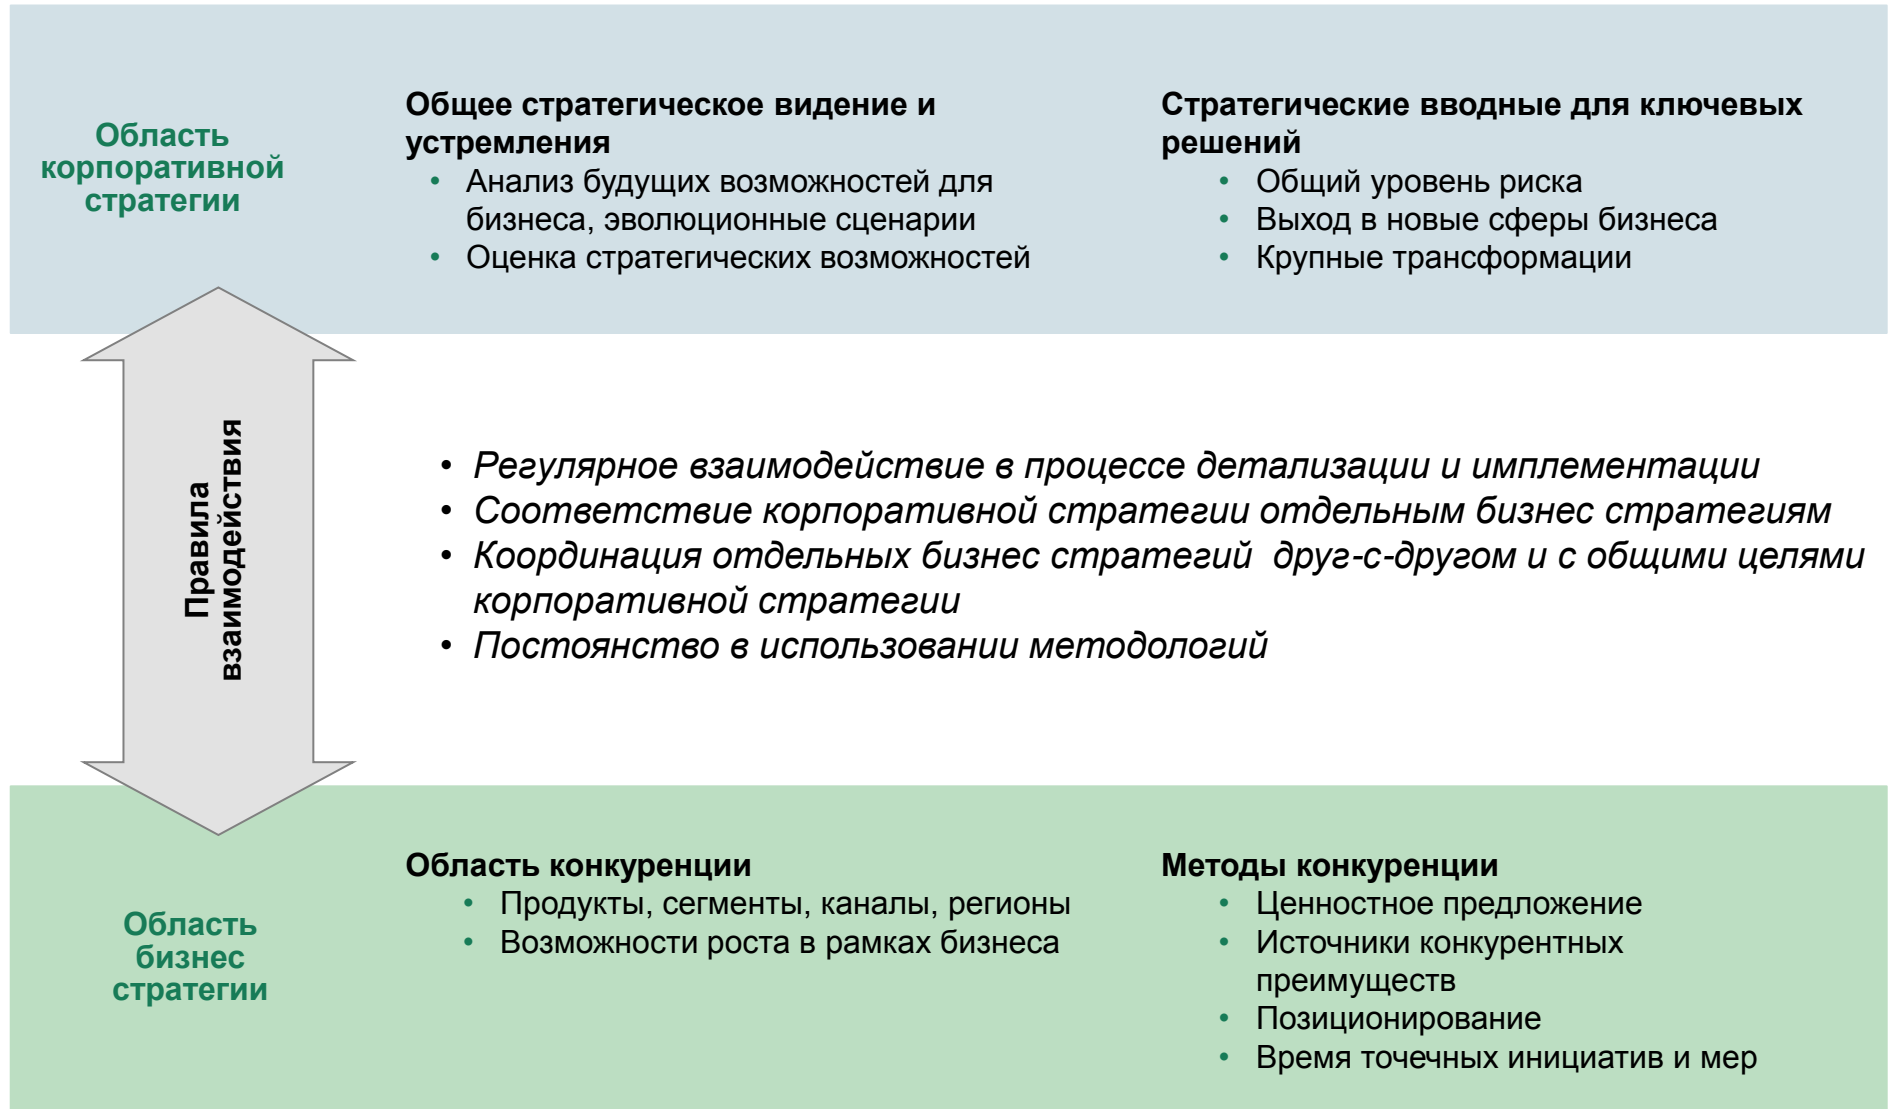 Область
корпоративной
стратегии
Общее стратегическое видение и
устремления
• Анализ будущих возможностей для
бизнеса, эволюционные сценарии
• Оценка стратегических возможностей
Стратегические вводные для ключевых
решений
• Общий уровень риска
• Выход в новые сферы бизнеса
• Крупные трансформации
Правила
взаимодействия
• Регулярное взаимодействие в процессе детализации и имплементации
• Соответствие корпоративной стратегии отдельным бизнес стратегиям
• Координация отдельных бизнес стратегий  друг-с-другом и с общими целями
корпоративной стратегии
• Постоянство в использовании методологий
Область
бизнес
стратегии
Область конкуренции
• Продукты, сегменты, каналы, регионы
• Возможности роста в рамках бизнеса
Методы конкуренции
• Ценностное предложение
• Источники конкурентных
преимуществ
• Позиционирование
• Время точечных инициатив и мер